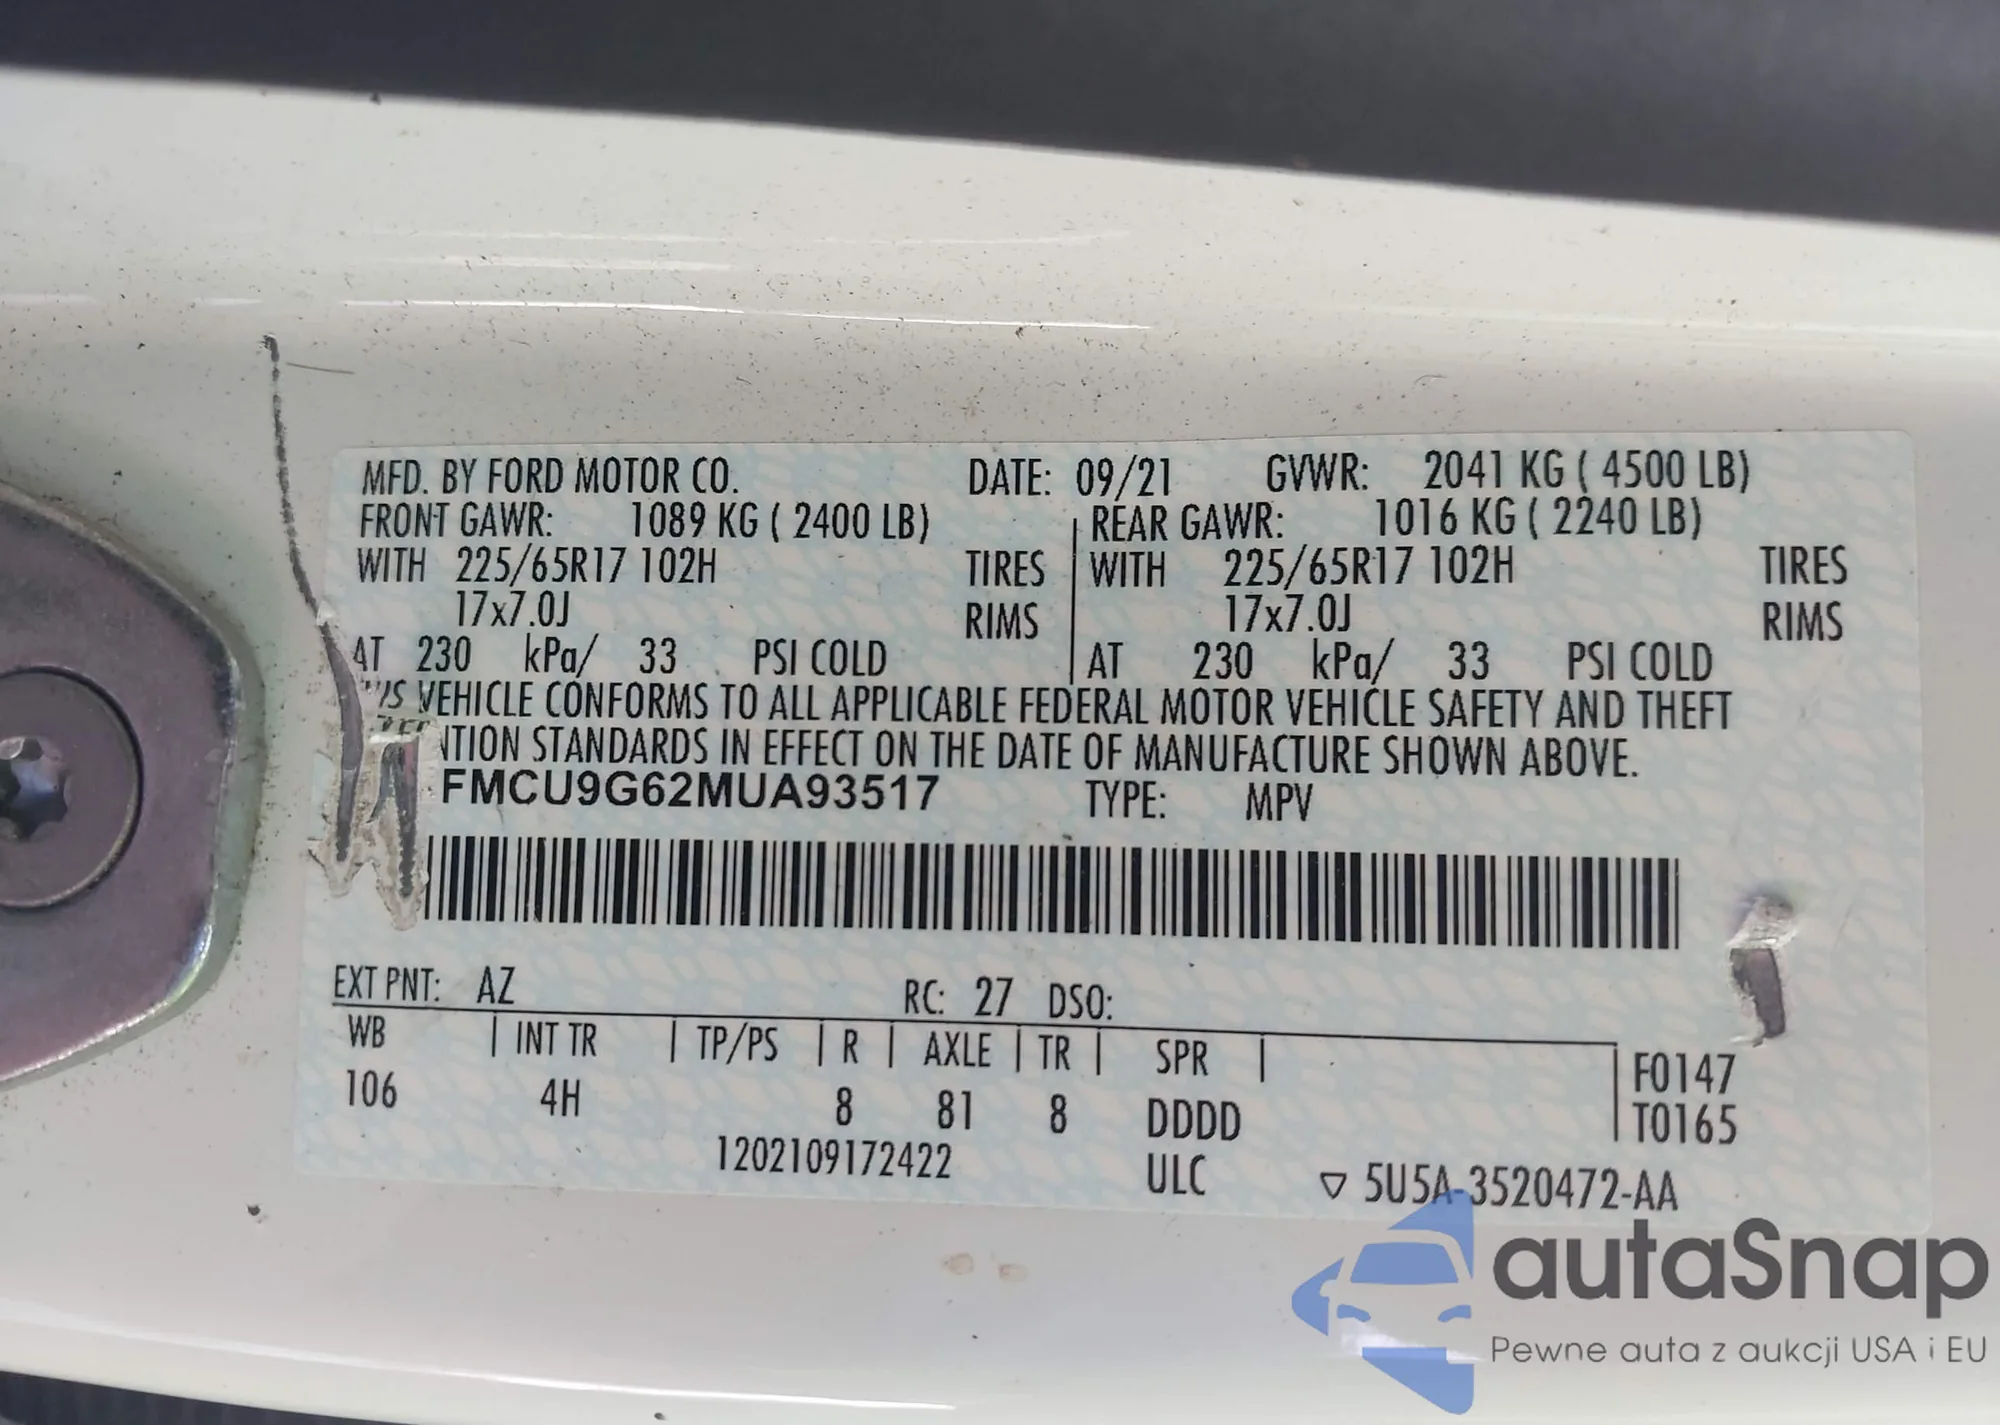 MFD. BY FORD MOTOR CO. DATE: 09/21 GVWR: 2041 KG ( 4500 LB)
FRONT GAWR: 1089 KG ( 2400 LB) REAR GAWR: 1016 KG ( 2240 LB)
WITH 225/65R17 102H TIRES WITH 225/65R17 102H TIRES
17x7.0J RIMS 17x7.0J RIMS
AT 230 kPa/ 33 PSI COLD AT 230 kPa/ 33 PSI COLD
VEHICLE CONFORMS TO ALL APPLICABLE FEDERAL MOTOR VEHICLE SAFETY AND THEFT
STANDARDS IN EFFECT ON THE DATE OF MANUFACTURE SHOWN ABOVE.
FMCU9G62MUA93517 TYPE: MPV
EXT PNT: AZ RC: 27 DSO:
WB INT TR TP/PS R AXLE TR SPR F0147
106 4H 8 81 8 DDDD T0165
1202109172422 ULC ▽ 5U5A-3520472-AA
autaSnap
Pewne auta z aukcji USA i EU